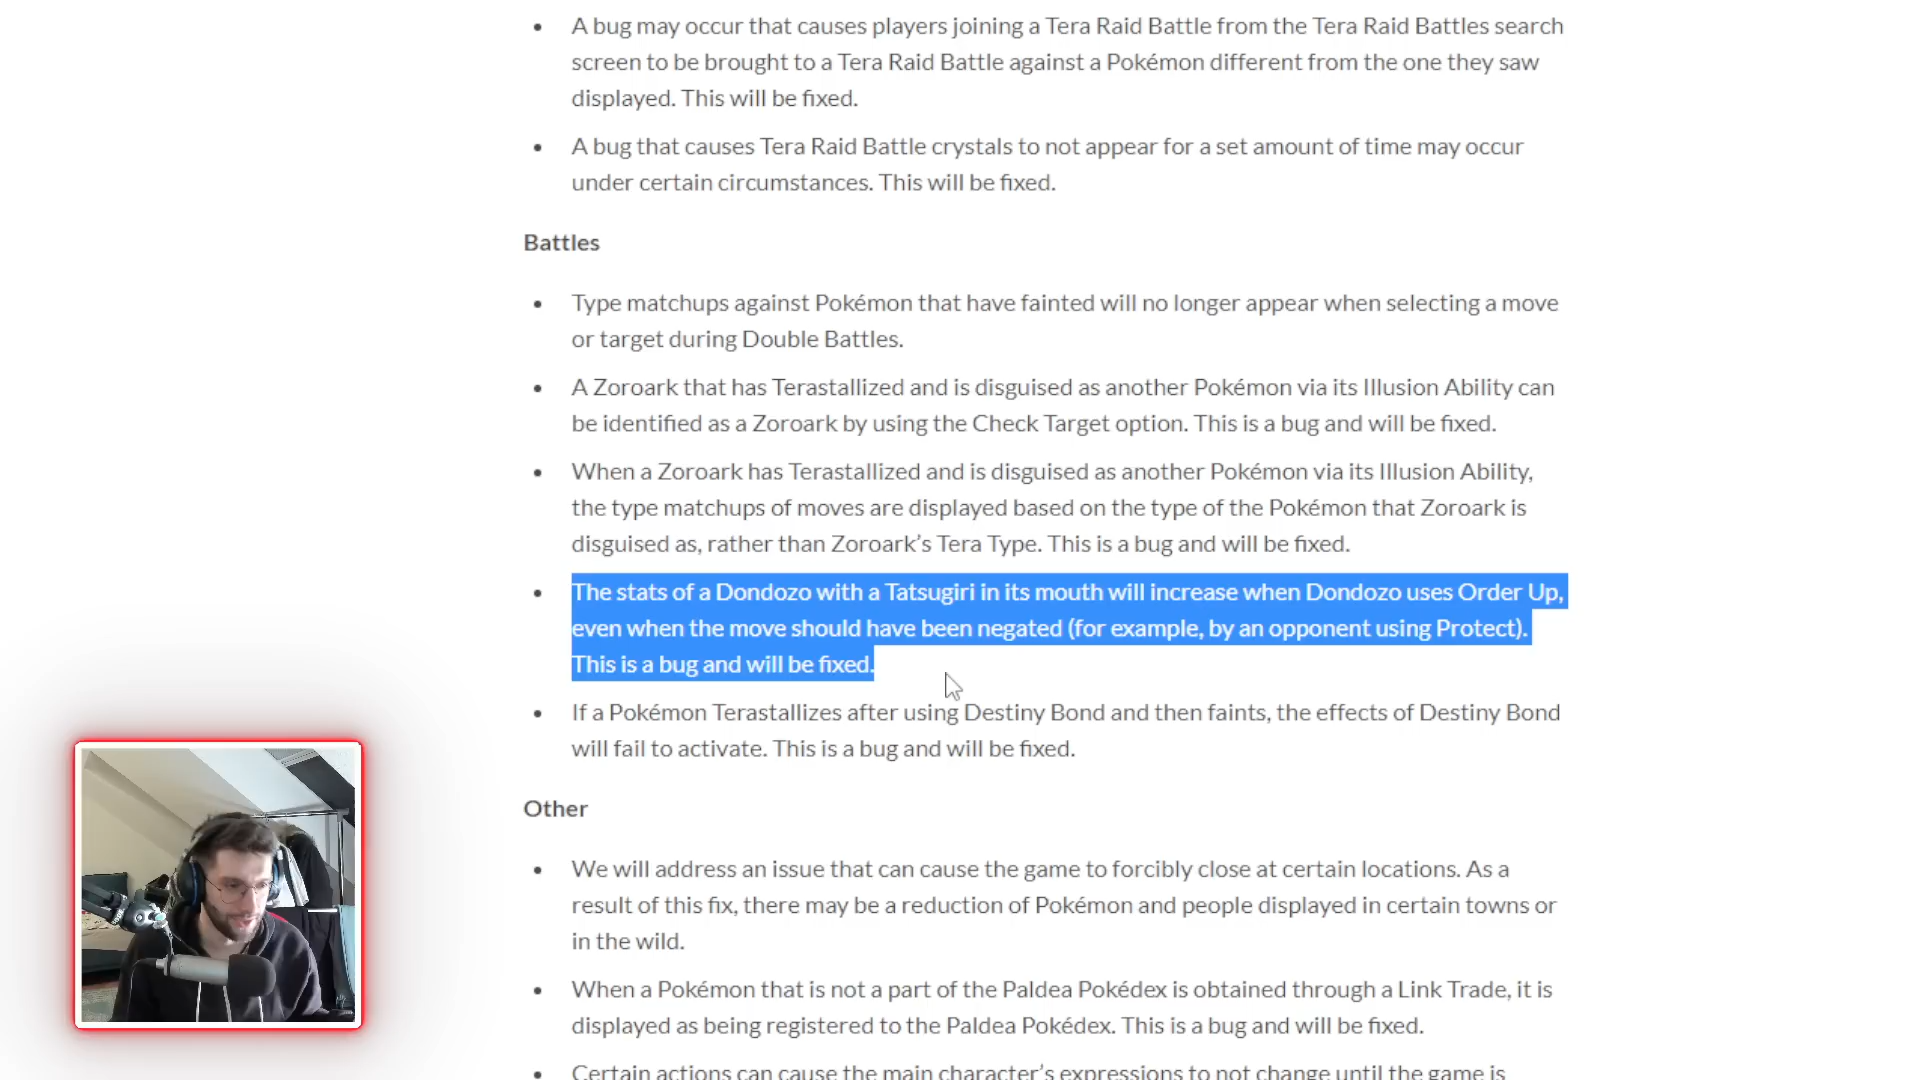 • A bug may occur that causes players joining a Tera Raid Battle from the Tera Raid Battles search
screen to be brought to a Tera Raid Battle against a Pokémon different from the one they saw
displayed. This will be fixed.
• A bug that causes Tera Raid Battle crystals to not appear for a set amount of time may occur
under certain circumstances. This will be fixed.
Battles
• Type matchups against Pokémon that have fainted will no longer appear when selecting a move
or target during Double Battles.
• A Zoroark that has Terastallized and is disguised as another Pokémon via its Illusion Ability can
be identified as a Zoroark by using the Check Target option. This is a bug and will be fixed.
• When a Zoroark has Terastallized and is disguised as another Pokémon via its Illusion Ability,
the type matchups of moves are displayed based on the type of the Pokémon that Zoroark is
disguised as, rather than Zoroark’s Tera Type. This is a bug and will be fixed.
• The stats of a Dondozo with a Tatsugiri in its mouth will increase when Dondozo uses Order Up,
even when the move should have been negated (for example, by an opponent using Protect).
This is a bug and will be fixed.
• If a Pokémon Terastallizes after using Destiny Bond and then faints, the effects of Destiny Bond
will fail to activate. This is a bug and will be fixed.
Other
• We will address an issue that can cause the game to forcibly close at certain locations. As a
result of this fix, there may be a reduction of Pokémon and people displayed in certain towns or
in the wild.
• When a Pokémon that is not a part of the Paldea Pokédex is obtained through a Link Trade, it is
displayed as being registered to the Paldea Pokédex. This is a bug and will be fixed.
• Certain actions can cause the main character’s expressions to not change until the game is